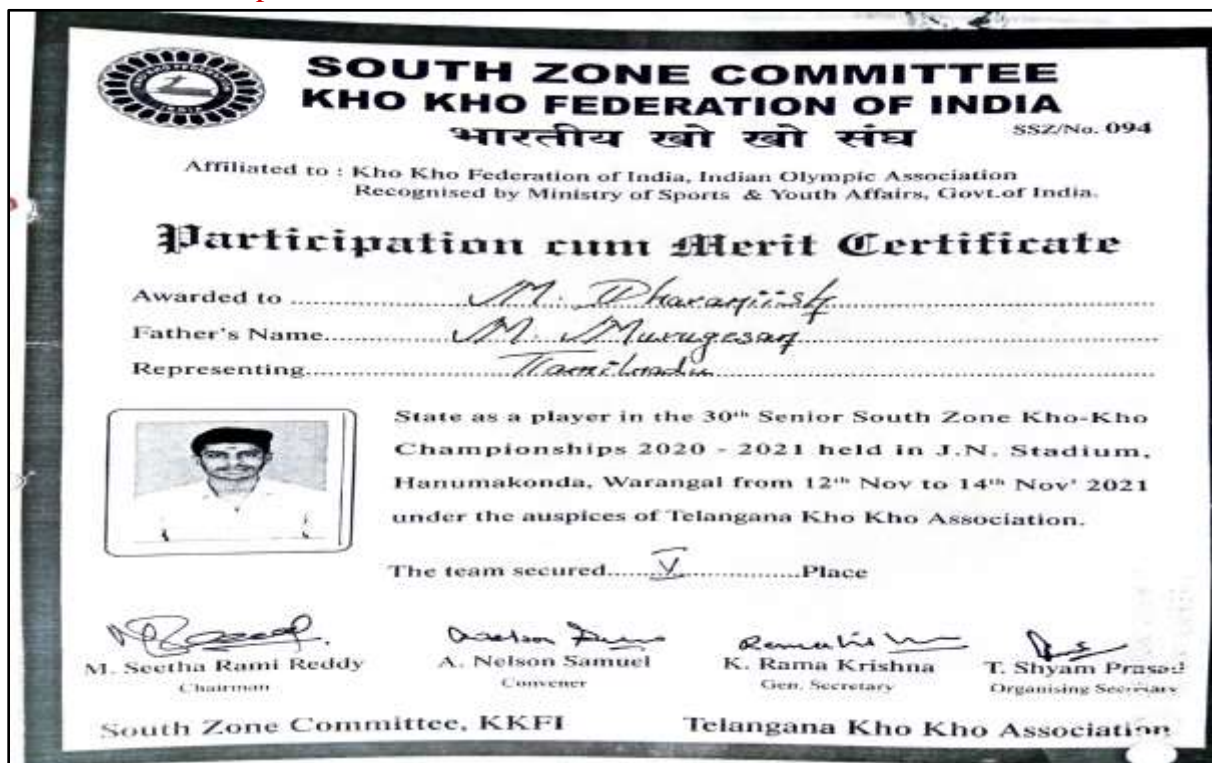 SOUTH ZONE COMMITTEE
KHO KHO FEDERATION OF INDIA
भारतीय खो खो संघ
SSZ/No. 094
Affiliated to : Kho Kho Federation of India, Indian Olympic Association
Recognised by Ministry of Sports & Youth Affairs, Govt.of India.
Participation cum Merit Certificate
Awarded to M. Dharaniish
Father's Name M. Murugesan
Representing Tamilnadu
State as a player in the 30th Senior South Zone Kho-Kho
Championships 2020 - 2021 held in J.N. Stadium,
Hanumakonda, Warangal from 12th Nov to 14th Nov' 2021
under the auspices of Telangana Kho Kho Association.
The team secured V Place
M. Seetha Rami Reddy
Chairman
A. Nelson Samuel
Convener
K. Rama Krishna
Gen. Secretary
T. Shyam Prasad
Organising Secretary
South Zone Committee, KKFI
Telangana Kho Kho Association